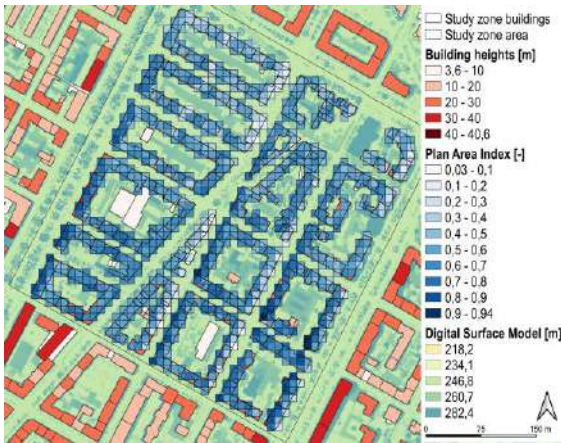 Study zone buildings
Study zone area
Building heights [m]
3,6 - 10
10 - 20
20 - 30
30 - 40
40 - 40,6
Plan Area Index [-]
0,03 - 0,1
0,1 - 0,2
0,2 - 0,3
0,3 - 0,4
0,4 - 0,5
0,5 - 0,6
0,6 - 0,7
0,7 - 0,8
0,8 - 0,9
0,9 - 0,94
Digital Surface Model [m]
218,2
234,1
246,8
260,7
282,4
0 75 150 m